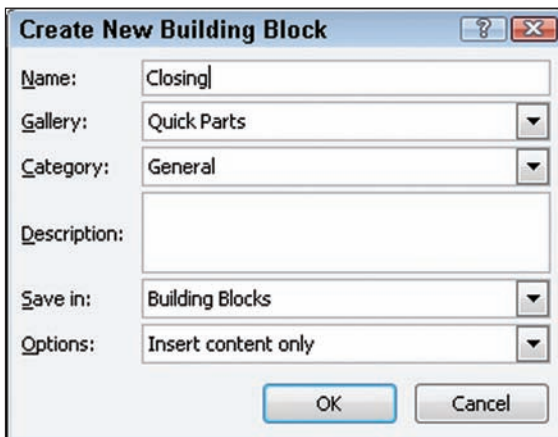 Create New Building Block ?
Name: Closing
Gallery: Quick Parts
Category: General
Description:
Save in: Building Blocks
Options: Insert content only
OK Cancel